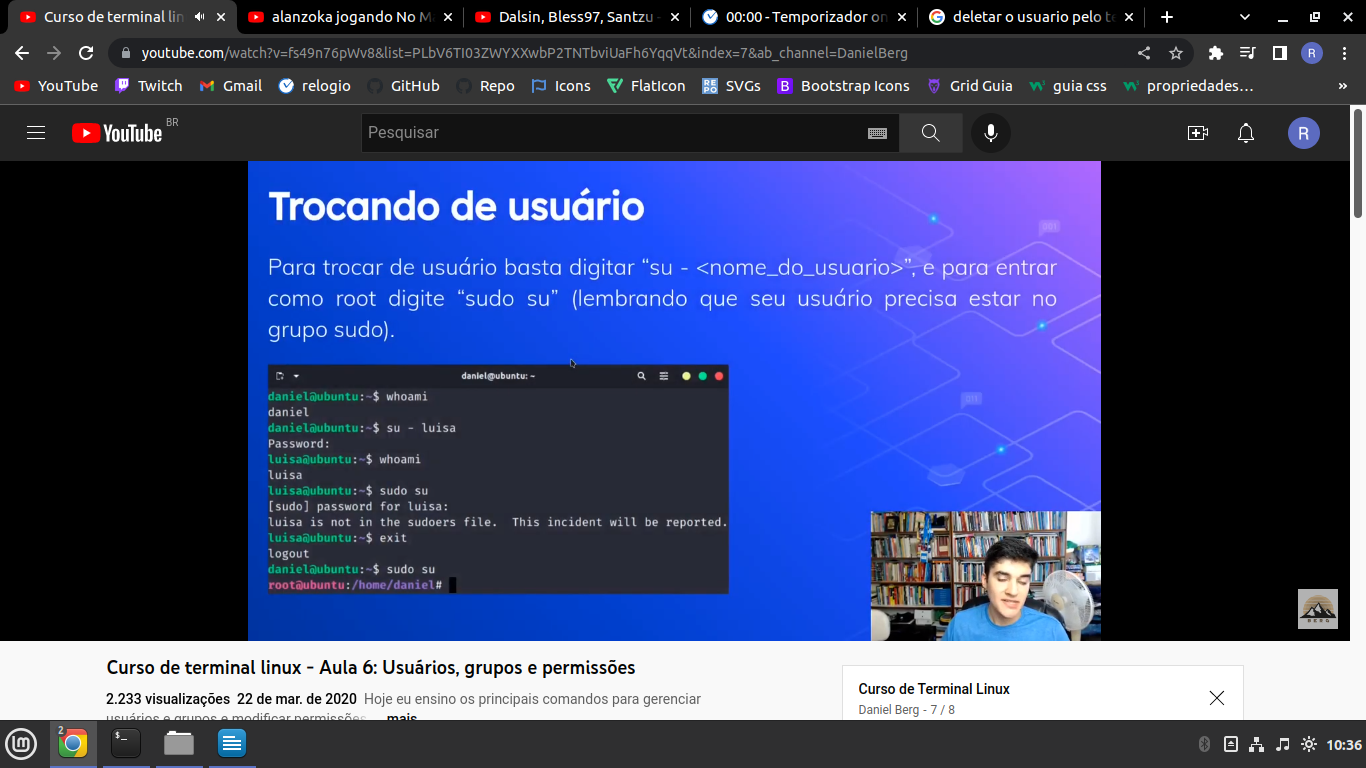 Curso de terminal lin
alanzoka jogando No M
Dalsin, Bless97, Santzu -
00:00 - Temporizador on
deletar o usuario pelo te
youtube.com/watch?v=fs49n76pWv8&list=PLbV6TI03ZWYXXwbP2TNTbviUaFh6YqqVt&index=7&ab_channel=DanielBerg
R
YouTube
Twitch
Gmail
relogio
GitHub
Repo
Icons
FlatIcon
SVGs
Bootstrap Icons
Grid Guia
guia css
propriedades…
»
YouTube BR
Pesquisar
R
Trocando de usuário
Para trocar de usuário basta digitar “su - <nome_do_usuario>”, e para entrar
como root digite “sudo su” (lembrando que seu usuário precisa estar no
grupo sudo).
daniel@ubuntu: ~
daniel@ubuntu:~$ whoami
daniel
daniel@ubuntu:~$ su - luisa
Password:
luisa@ubuntu:~$ whoami
luisa
luisa@ubuntu:~$ sudo su
[sudo] password for luisa:
luisa is not in the sudoers file.  This incident will be reported.
luisa@ubuntu:~$ exit
logout
daniel@ubuntu:~$ sudo su
root@ubuntu:/home/daniel#
BERG
Curso de terminal linux - Aula 6: Usuários, grupos e permissões
2.233 visualizações  22 de mar. de 2020  Hoje eu ensino os principais comandos para gerenciar
usuários e grupos e modificar permissões ... mais
Curso de Terminal Linux
Daniel Berg - 7 / 8
2
$_
10:36